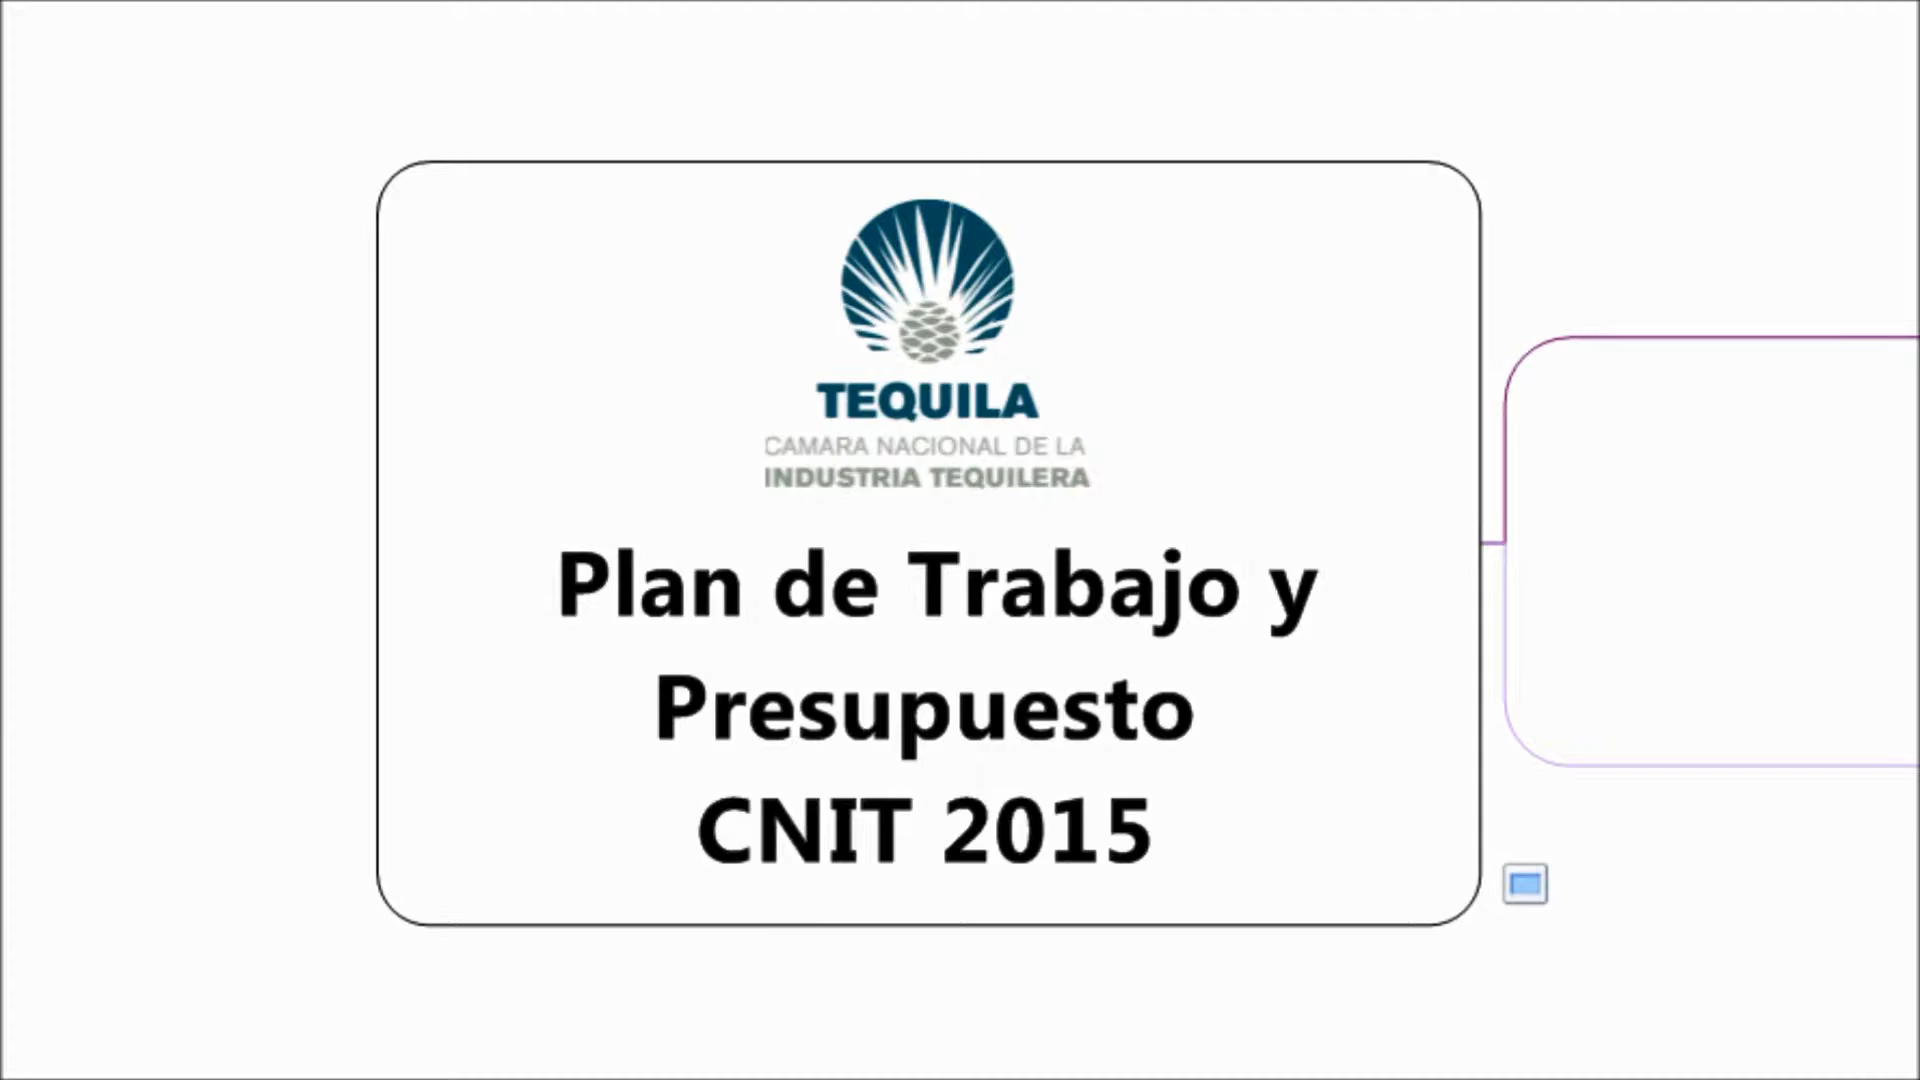 TEQUILA
CAMARA NACIONAL DE LA
INDUSTRIA TEQUILERA
Plan de Trabajo y
Presupuesto
CNIT 2015